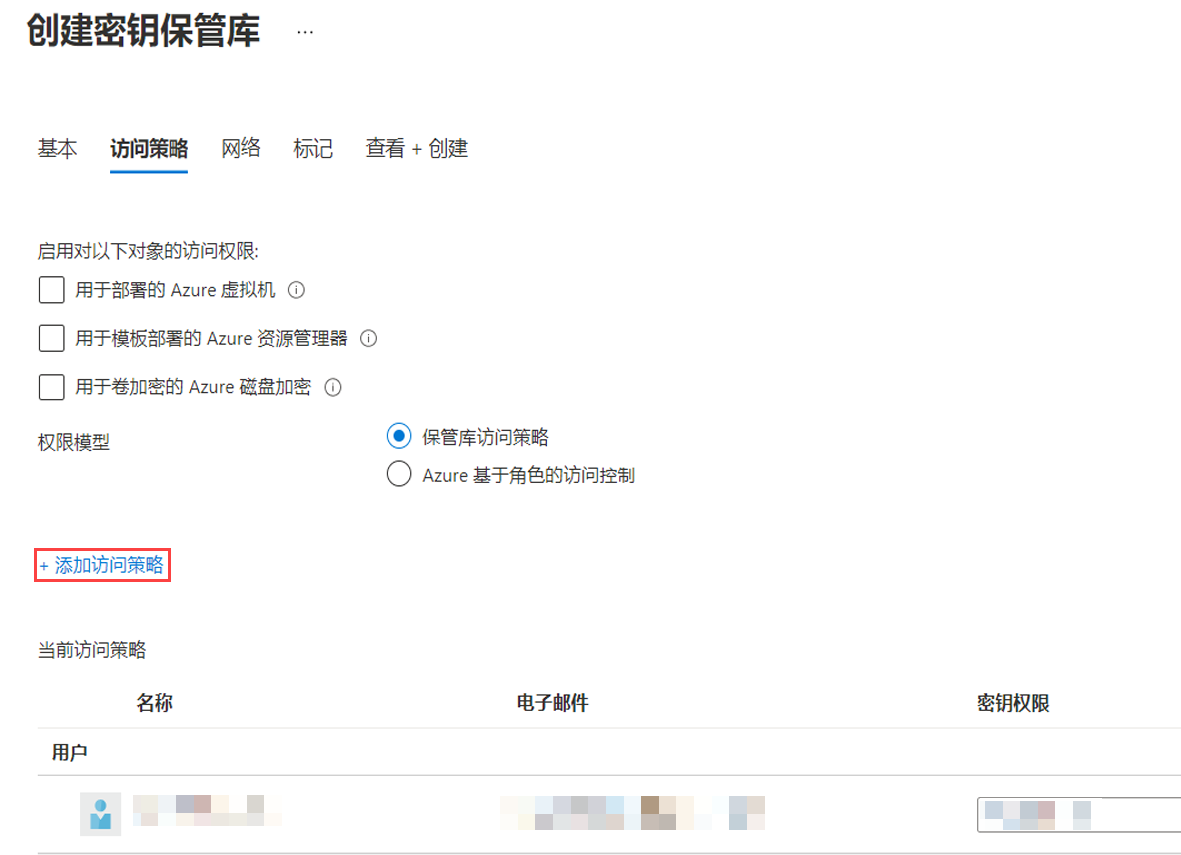 创建密钥保管库 ...
基本 访问策略 网络 标记 查看 + 创建
启用对以下对象的访问权限:
用于部署的 Azure 虚拟机
用于模板部署的 Azure 资源管理器
用于卷加密的 Azure 磁盘加密
权限模型
保管库访问策略
Azure 基于角色的访问控制
+ 添加访问策略
当前访问策略
名称 电子邮件 密钥权限
用户